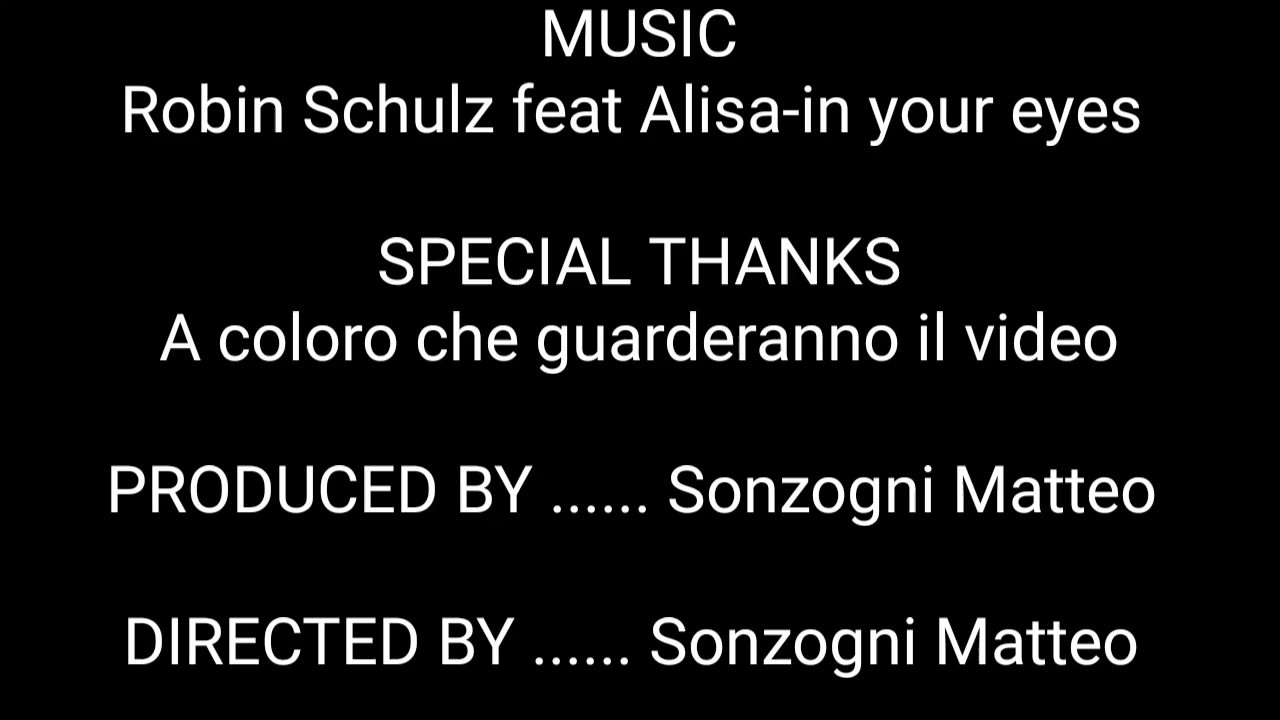 MUSIC
Robin Schulz feat Alisa-in your eyes
SPECIAL THANKS
A coloro che guarderanno il video
PRODUCED BY ...... Sonzogni Matteo
DIRECTED BY ...... Sonzogni Matteo